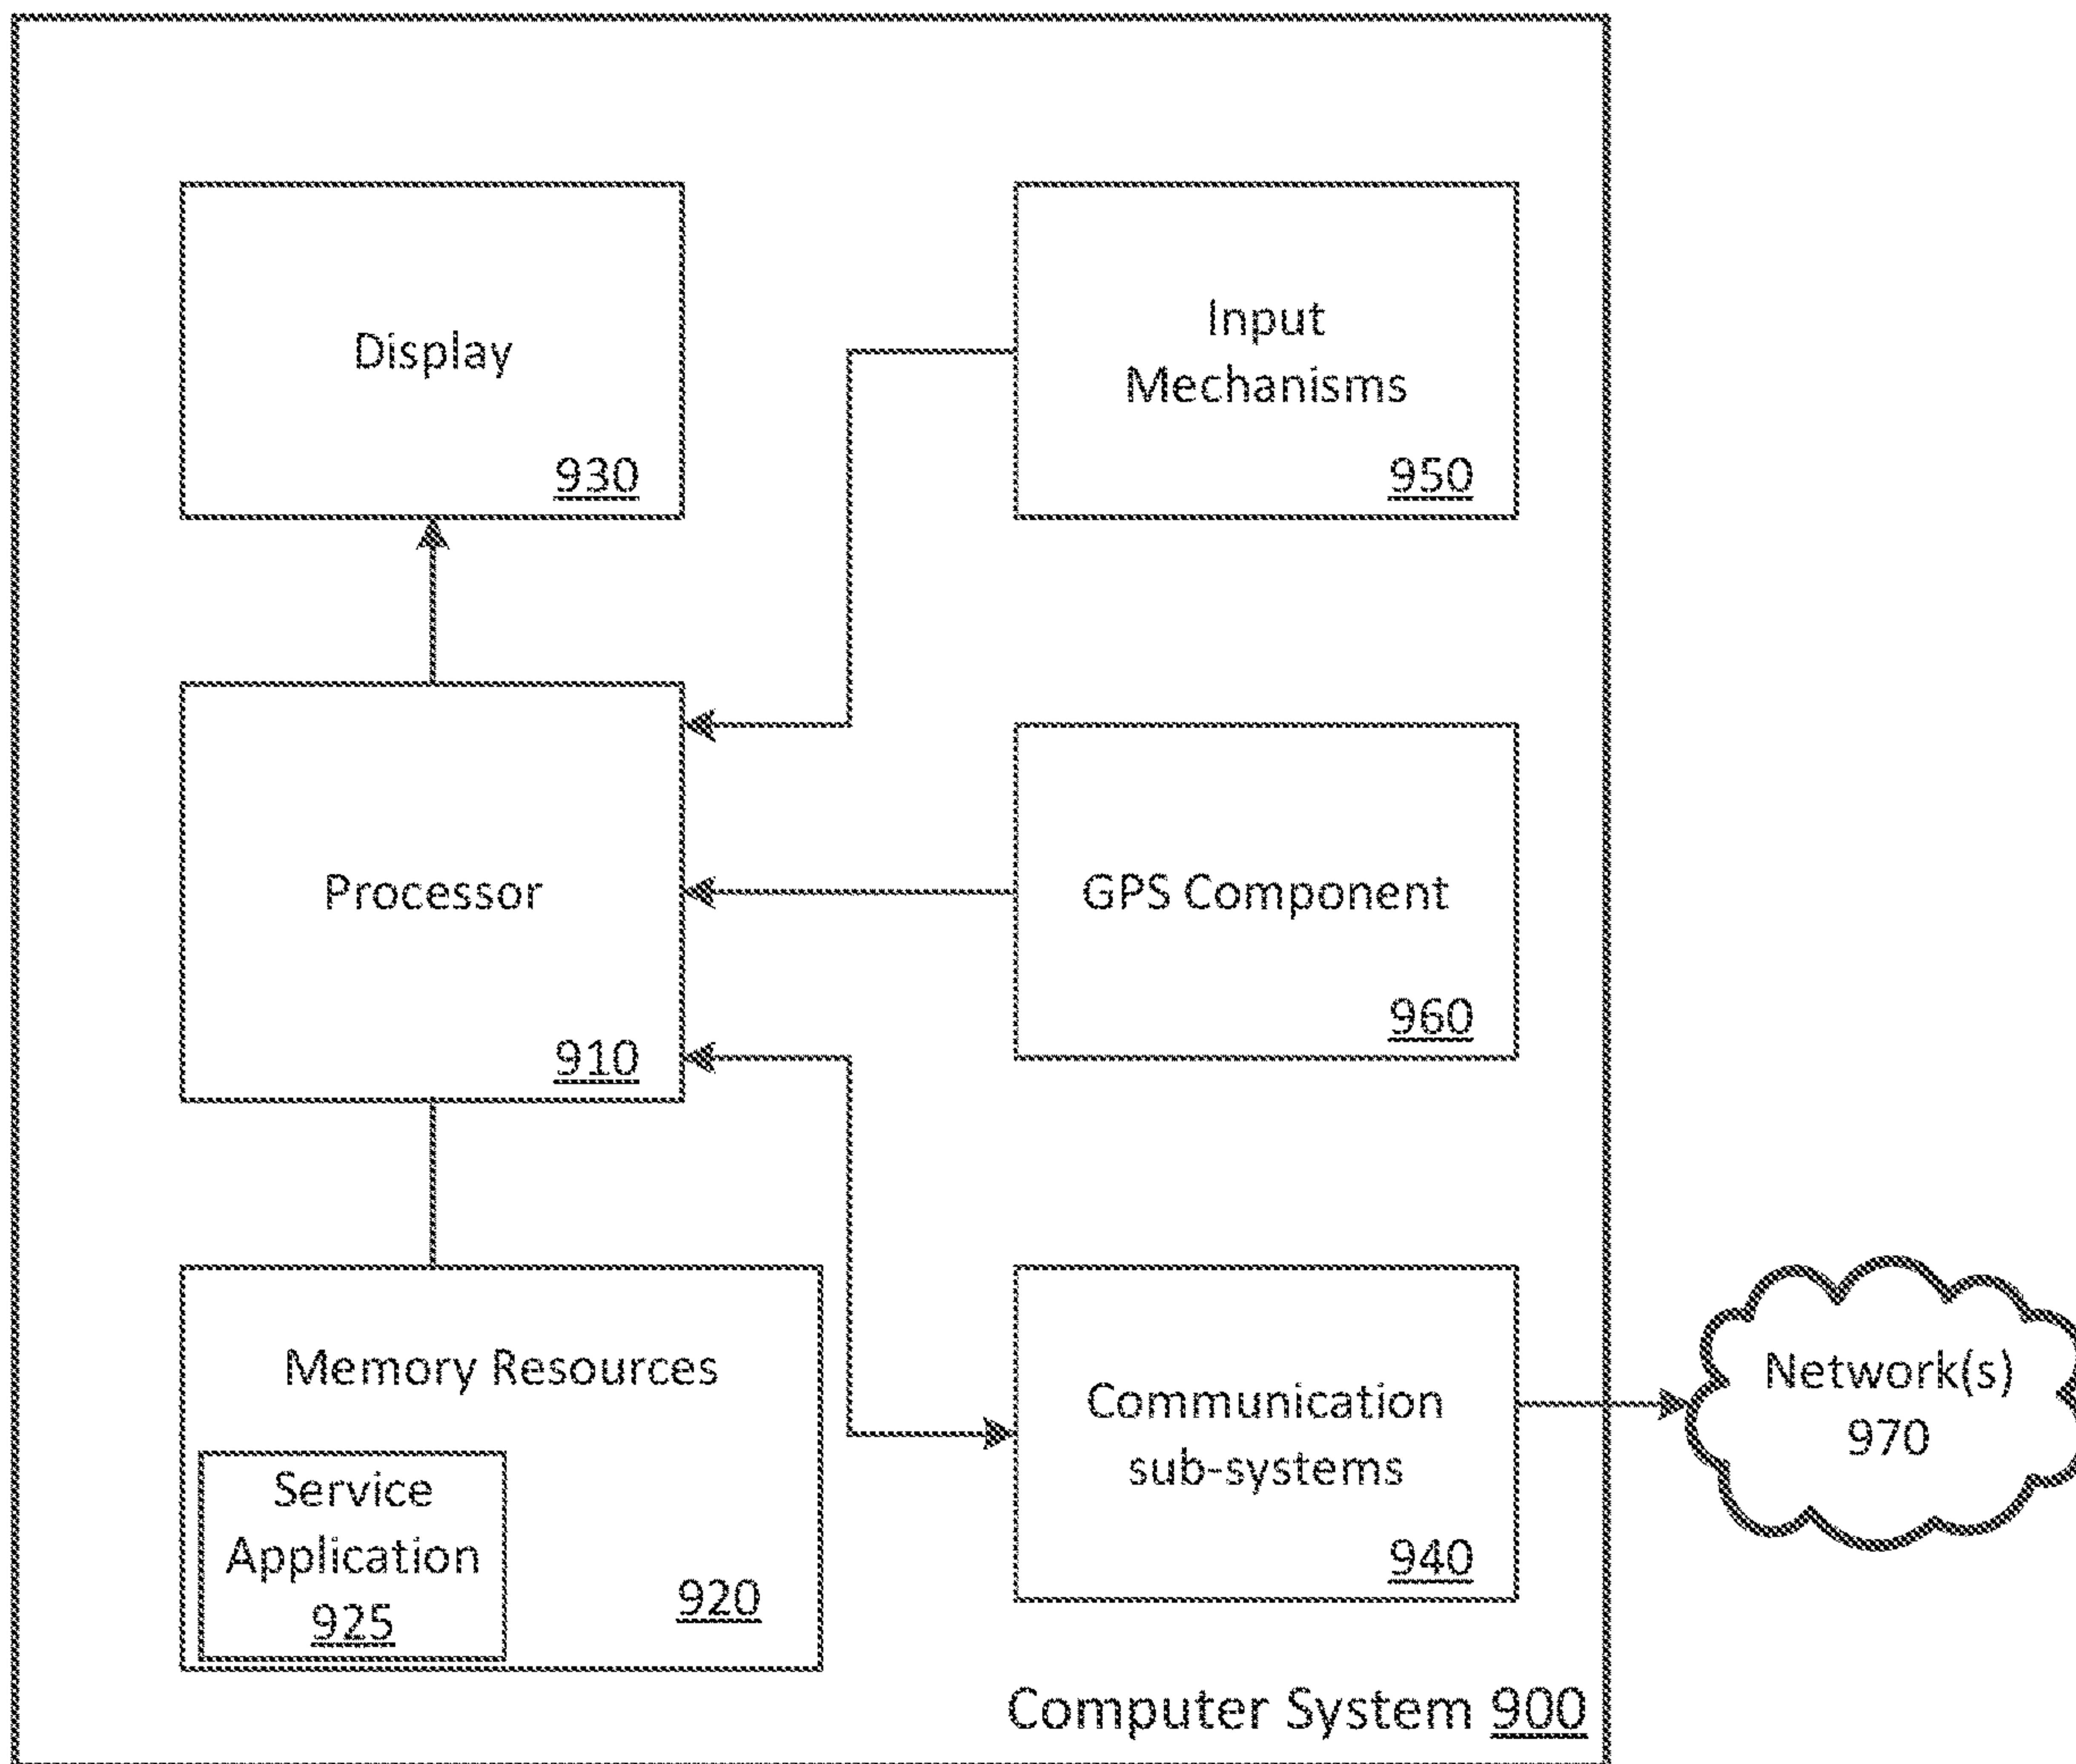 Display
930
Input
Mechanisms
950
Processor
910
GPS Component
960
Memory Resources
920
Service
Application
925
Communication
sub-systems
940
Network(s)
970
Computer System 900